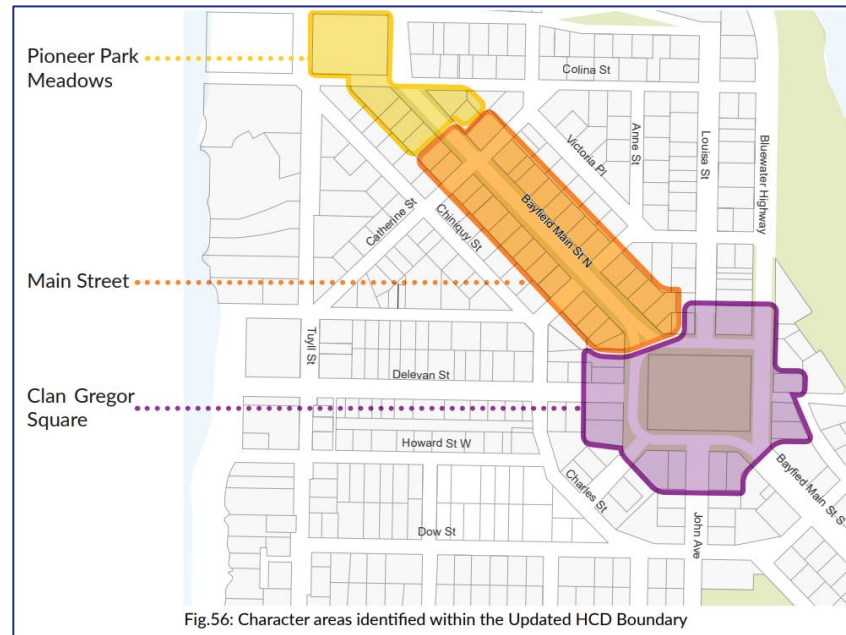 Pioneer Park
Meadows
Main Street
Clan Gregor
Square
Colina St
Victoria Pl
Anne St
Louisa St
Bluewater Highway
Catherine St
Chiniquy St
Bayfield Main St N
Tuyll St
Delevan St
Howard St W
Charles St
Dow St
John Ave
Bayfied Main St S
Fig.56: Character areas identified within the Updated HCD Boundary